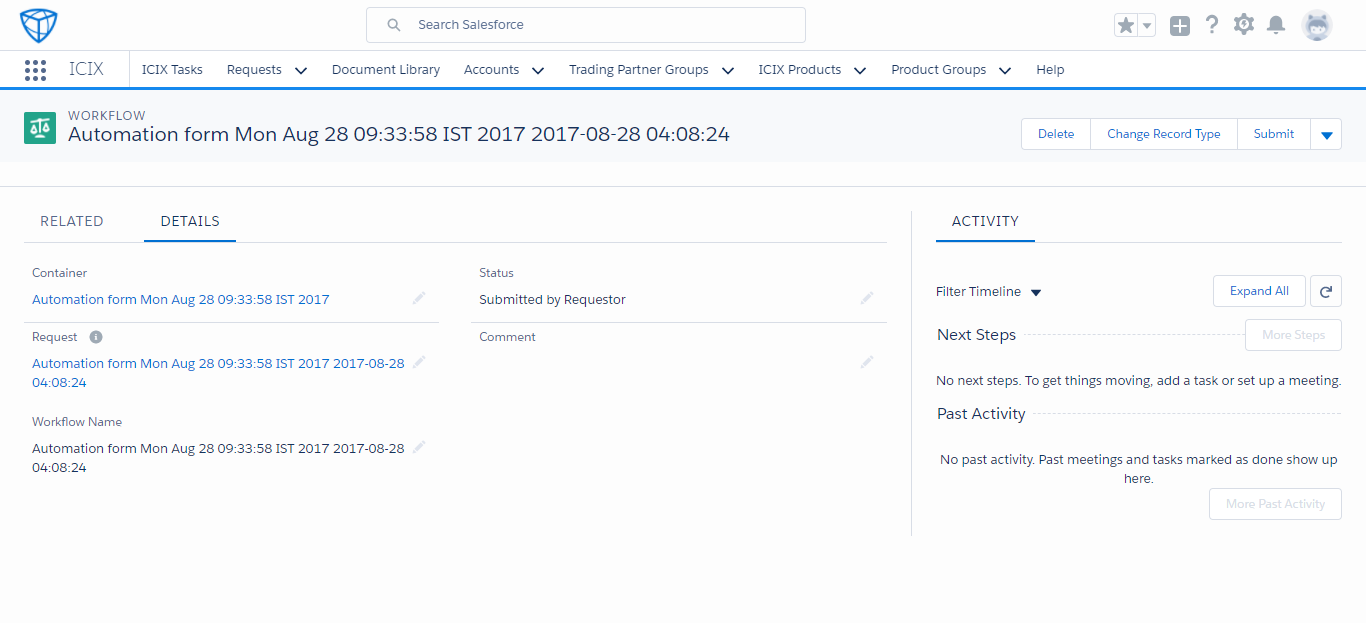 Search Salesforce
ICIX
ICIX Tasks
Requests
Document Library
Accounts
Trading Partner Groups
ICIX Products
Product Groups
Help
WORKFLOW
Automation form Mon Aug 28 09:33:58 IST 2017 2017-08-28 04:08:24
Delete
Change Record Type
Submit
RELATED
DETAILS
Container
Automation form Mon Aug 28 09:33:58 IST 2017
Status
Submitted by Requestor
Request
Automation form Mon Aug 28 09:33:58 IST 2017 2017-08-28
04:08:24
Comment
Workflow Name
Automation form Mon Aug 28 09:33:58 IST 2017 2017-08-28
04:08:24
ACTIVITY
Filter Timeline
Expand All
Next Steps
More Steps
No next steps. To get things moving, add a task or set up a meeting.
Past Activity
No past activity. Past meetings and tasks marked as done show up
here.
More Past Activity